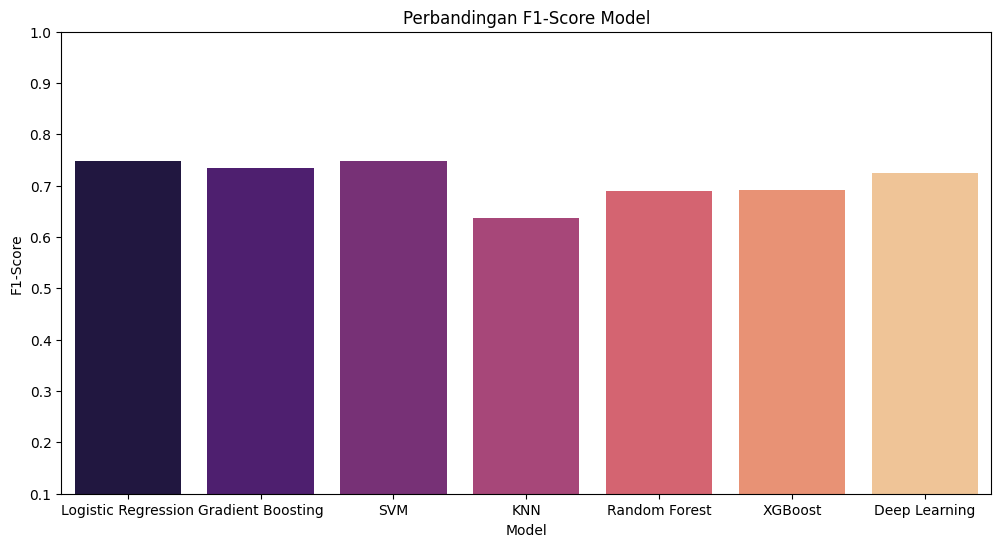 Perbandingan F1-Score Model
1.0
0.9
0.8
0.7
0.6
0.5
0.4
0.3
0.2
0.1
F1-Score
Logistic Regression Gradient Boosting SVM KNN Random Forest XGBoost Deep Learning
Model